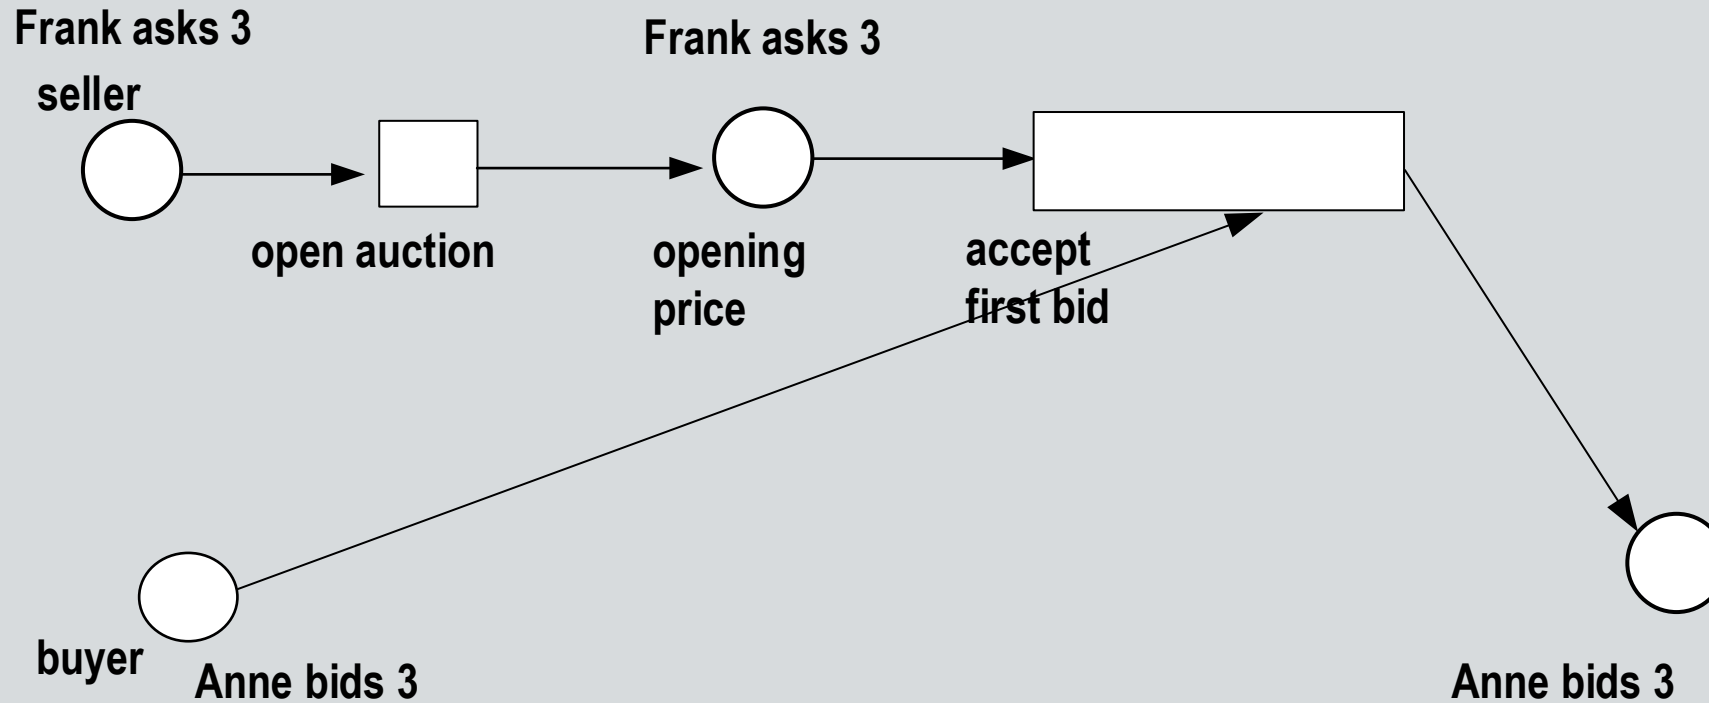 Frank asks 3
Frank asks 3
seller
open auction
opening
price
accept
first bid
buyer
Anne bids 3
Anne bids 3